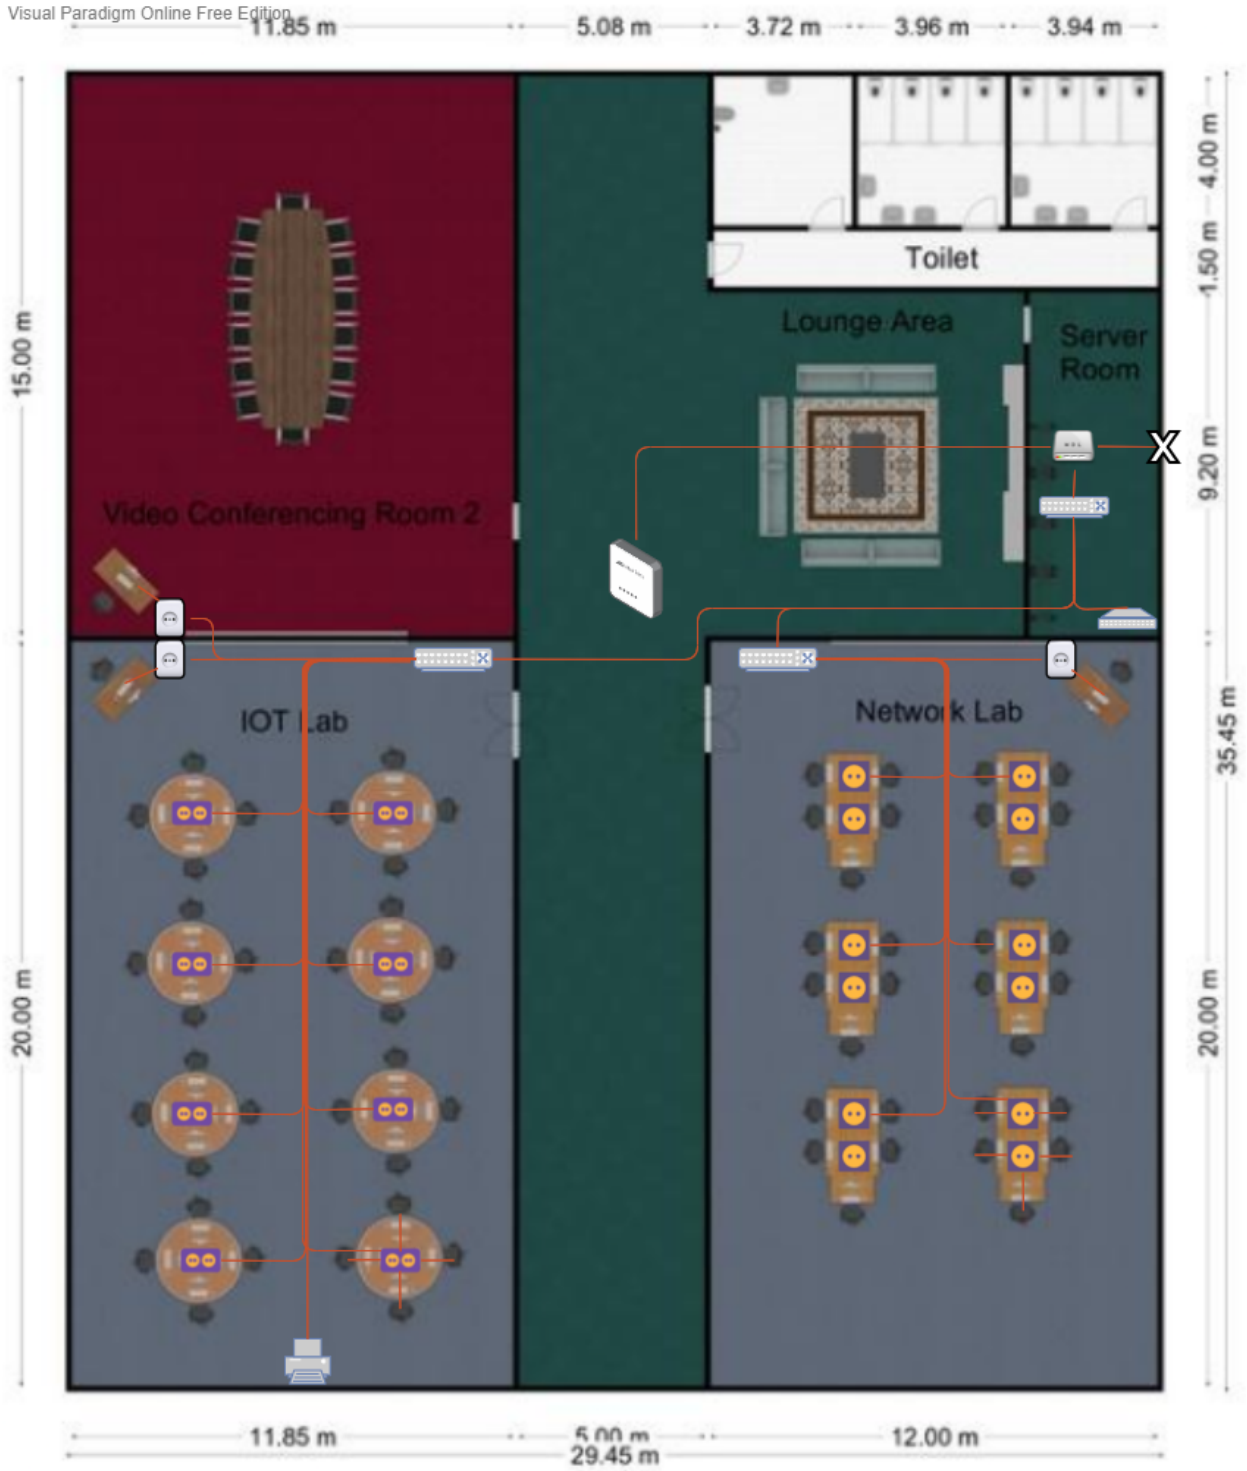 Visual Paradigm Online Free Edition
11.85 m
5.08 m
3.72 m
3.96 m
3.94 m
4.00 m
1.50 m
Toilet
Lounge Area
Server
Room
15.00 m
9.20 m
X
Video Conferencing Room 2
IOT Lab
Network Lab
35.45 m
20.00 m
20.00 m
11.85 m
5.00 m
12.00 m
29.45 m